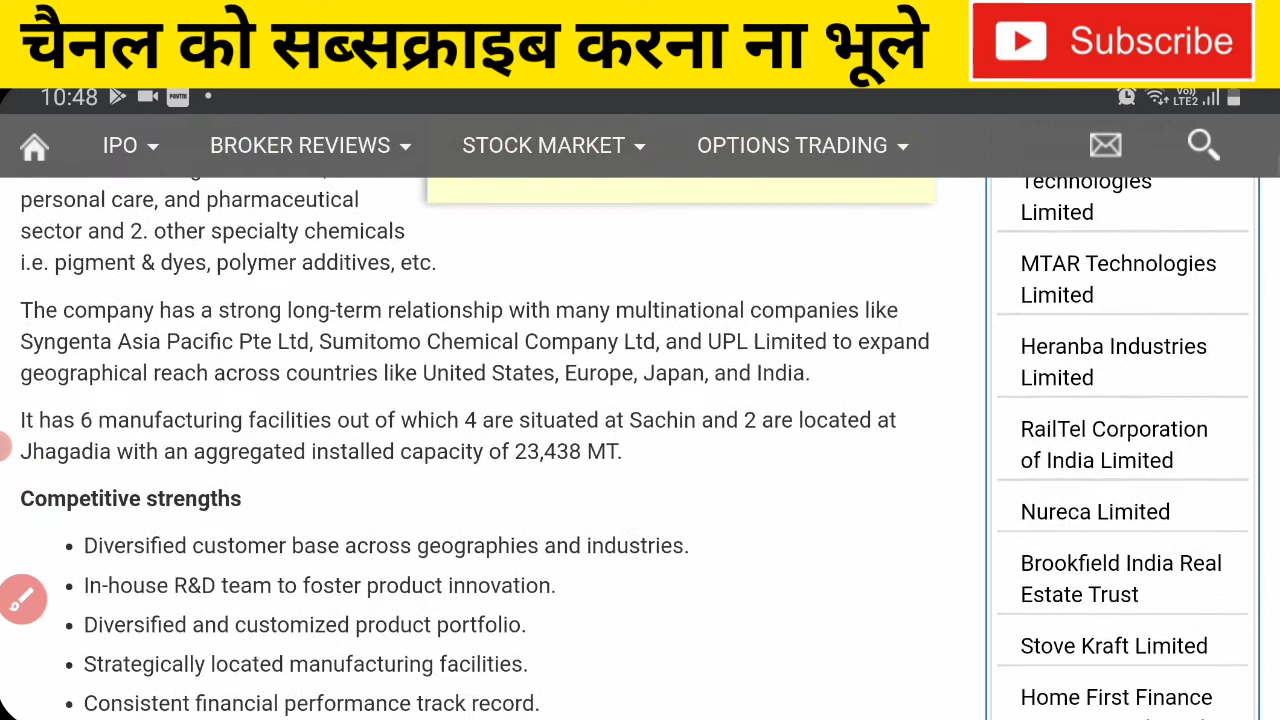 चैनल को सब्सक्राइब करना ना भूले
Subscribe
10:48
Paytm
Vo))
LTE2
IPO
BROKER REVIEWS
STOCK MARKET
OPTIONS TRADING
personal care, and pharmaceutical
sector and 2. other specialty chemicals
i.e. pigment & dyes, polymer additives, etc.
The company has a strong long-term relationship with many multinational companies like
Syngenta Asia Pacific Pte Ltd, Sumitomo Chemical Company Ltd, and UPL Limited to expand
geographical reach across countries like United States, Europe, Japan, and India.
It has 6 manufacturing facilities out of which 4 are situated at Sachin and 2 are located at
Jhagadia with an aggregated installed capacity of 23,438 MT.
Competitive strengths
• Diversified customer base across geographies and industries.
• In-house R&D team to foster product innovation.
• Diversified and customized product portfolio.
• Strategically located manufacturing facilities.
• Consistent financial performance track record.
Technologies
Limited
MTAR Technologies
Limited
Heranba Industries
Limited
RailTel Corporation
of India Limited
Nureca Limited
Brookfield India Real
Estate Trust
Stove Kraft Limited
Home First Finance